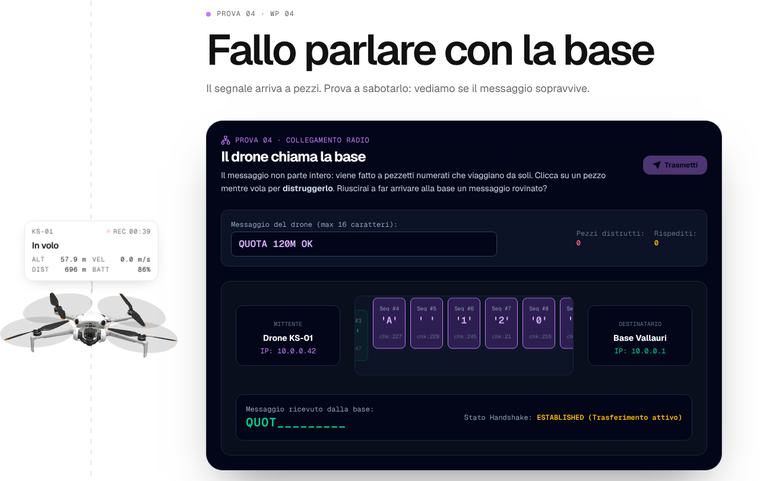 PROVA 04 · WP 04
Fallo parlare con la base
Il segnale arriva a pezzi. Prova a sabotarlo: vediamo se il messaggio sopravvive.
PROVA 04 · COLLEGAMENTO RADIO
Il drone chiama la base
Il messaggio non parte intero: viene fatto a pezzetti numerati che viaggiano da soli. Clicca su un pezzo
mentre vola per distruggerlo. Riuscirai a far arrivare alla base un messaggio rovinato?
Trasmetti
Messaggio del drone (max 16 caratteri):
QUOTA 120M OK
Pezzi distrutti: Rispediti:
0 0
KS-01 REC 00:39
In volo
ALT 57.9 m VEL 0.0 m/s
DIST 696 m BATT 86%
MITTENTE
Drone KS-01
IP: 10.0.0.42
Seq #4 Seq #5 Seq #6 Seq #7 Seq #8
'A' ' ' '1' '2' '0'
DESTINATARIO
Base Vallauri
IP: 10.0.0.1
Messaggio ricevuto dalla base:
QUOT_________
Stato Handshake: ESTABLISHED (Trasferimento attivo)